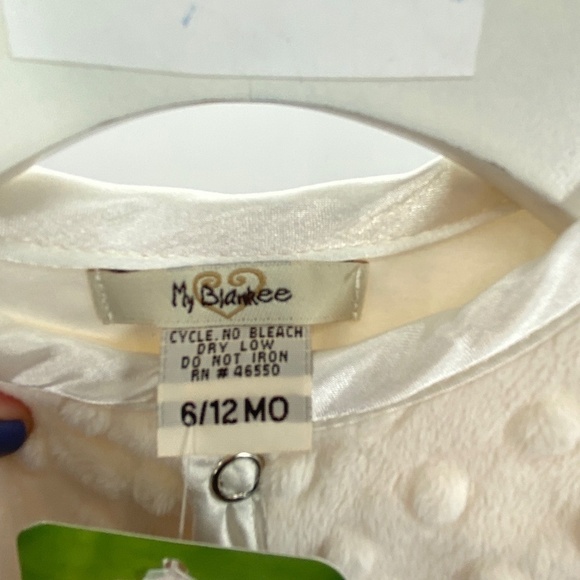 My Blankee
CYCLE. NO BLEACH
DRY LOW
DO NOT IRON
RN # 46550
6/12 MO